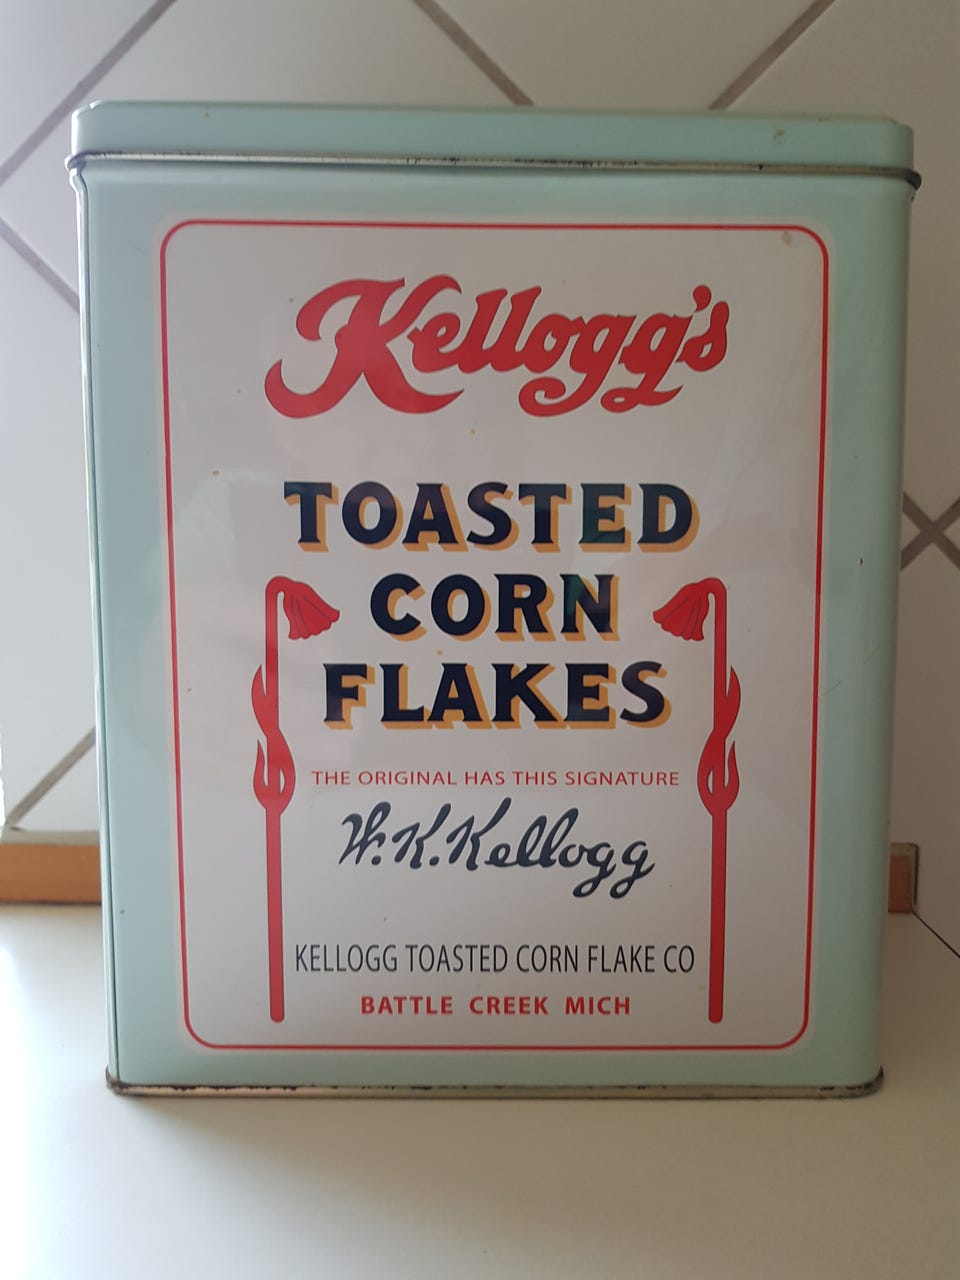 Kellogg's
TOASTED
CORN
FLAKES
THE ORIGINAL HAS THIS SIGNATURE
W.K.Kellogg
KELLOGG TOASTED CORN FLAKE CO
BATTLE CREEK MICH